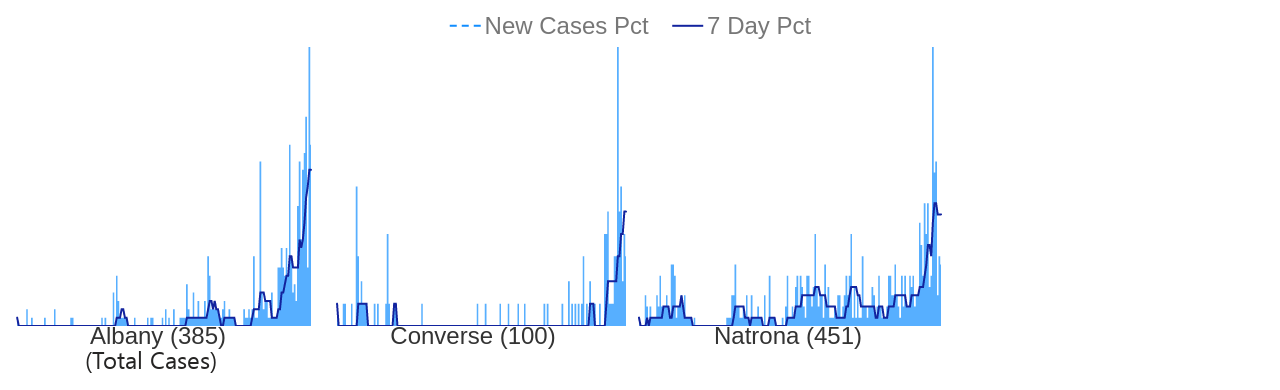 New Cases Pct 7 Day Pct
Albany (385) Converse (100) Natrona (451)
(Total Cases)